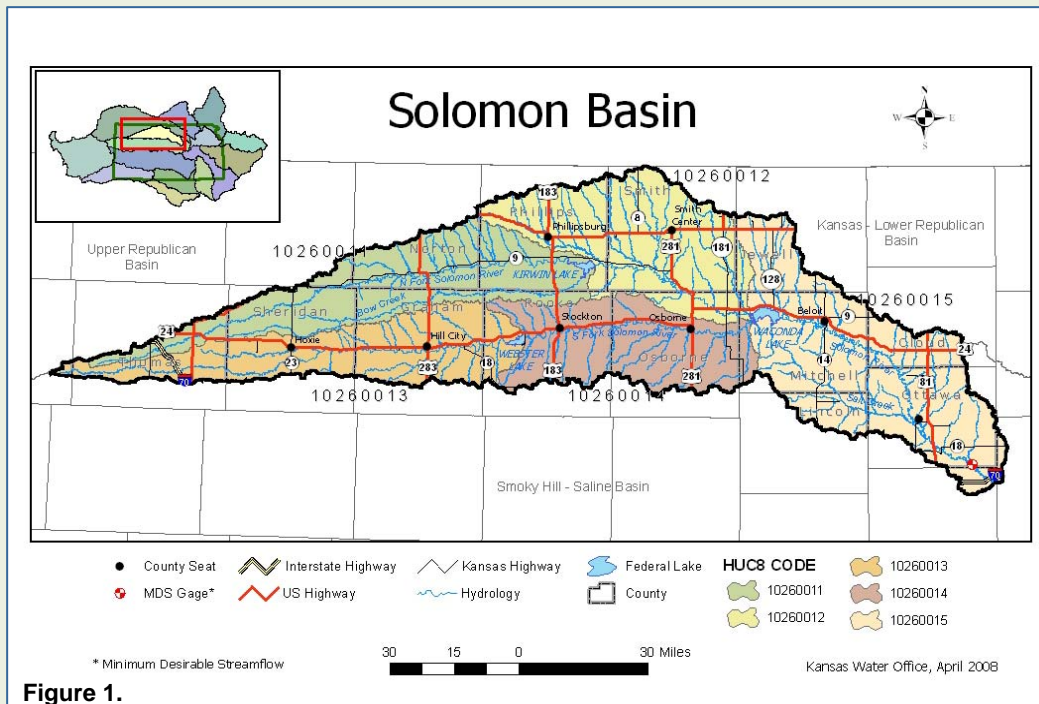 Solomon Basin
N
W E
S
10260012
Kansas - Lower Republican
Basin
Upper Republican
Basin
183
Smith
Phillips
8
Smith
Center
Phillipsburg
281
181
Jewell
Norton
9
N Fork Solomon River
KIRWIN LAKE
128
10260015
Bow Creek
Graham
Rooks
Sheridan
24
Stockton
Osborne
Beloit
9
Hoxie
Hill City
S Fork Solomon River
WACONDA
LAKE
Cloud
24
WEBSTER
LAKE
Osborne
Solomon River
70
23
283
18
183
281
14
Mitchell
81
Ottawa
10260013
Lincoln
Salt Creek
18
70
Smoky Hill - Saline Basin
County Seat
Interstate Highway
Kansas Highway
Federal Lake
HUC8 CODE
10260013
MDS Gage*
US Highway
Hydrology
County
10260011
10260014
10260012
10260015
* Minimum Desirable Streamflow
30 15 0 30 Miles
Kansas Water Office, April 2008
Figure 1.